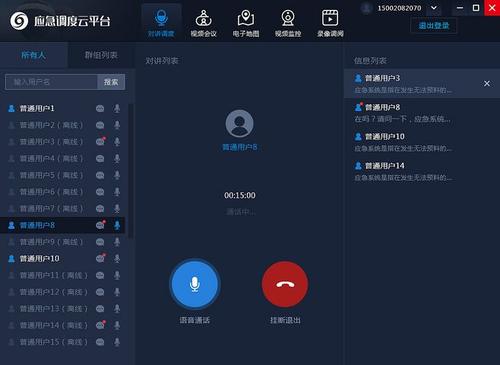 应急调度云平台
对讲调度
视频会议
电子地图
视频监控
录像调阅
15002082070
退出登录
所有人
群组列表
输入用户名
搜索
普通用户1
普通用户2（离线）
普通用户3（离线）
普通用户4（离线）
普通用户5（离线）
普通用户6（离线）
普通用户7（离线）
普通用户8
普通用户9（离线）
普通用户10
普通用户11（离线）
普通用户12（离线）
普通用户13（离线）
普通用户14（离线）
普通用户15（离线）
对讲列表
普通用户8
00:15:00
通话中...
语音通话
挂断退出
信息列表
普通用户3
应急系统是指在发生无法预料的...
普通用户8
在吗？请问一下，应急系统...
普通用户10
应急系统是指在发生无法预料的...
普通用户14
应急系统是指在发生无法预料的...